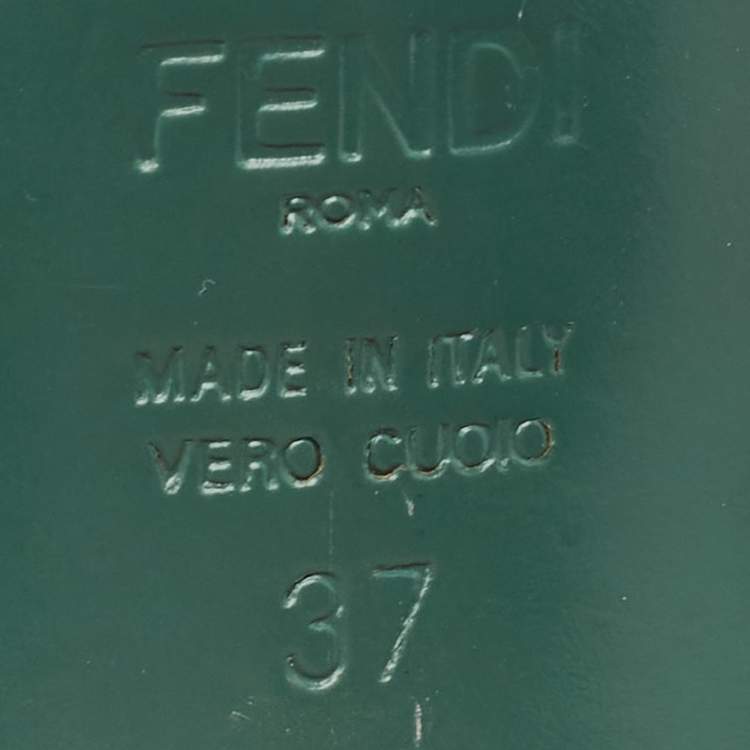 FENDI
ROMA
MADE IN ITALY
VERO CUOIO
37